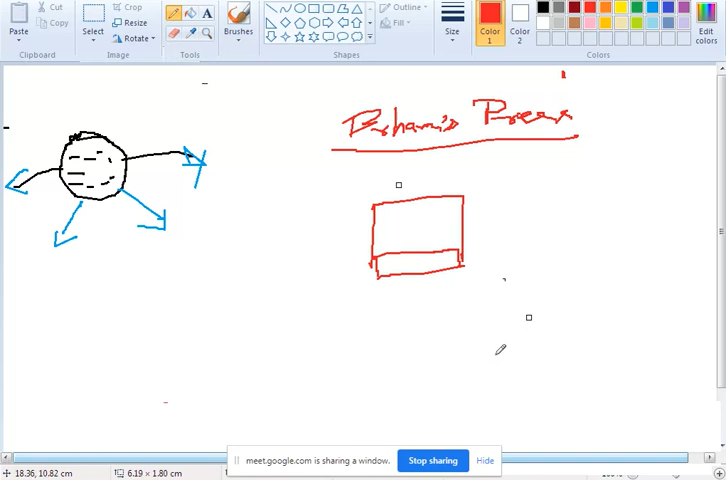 Cut
Crop
Outline
Copy
Resize
Fill
Paste
Select
Rotate
Brushes
Size
Color
1
Color
2
Edit
colors
Clipboard
Image
Tools
Shapes
Colors
meet.google.com is sharing a window.
Stop sharing
Hide
18.36, 10.82 cm
6.19 × 1.80 cm